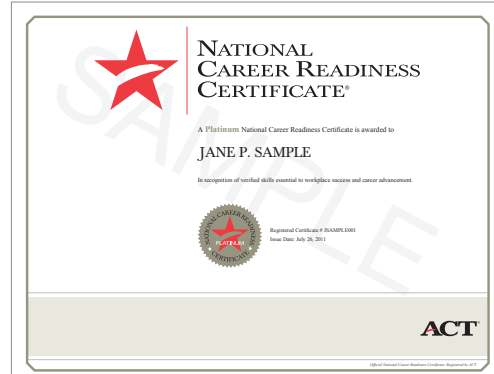 NATIONAL
CAREER READINESS
CERTIFICATE®
A Platinum National Career Readiness Certificate is awarded to
JANE P. SAMPLE
In recognition of verified skills essential to workplace success and career advancement.
SAMPLE
NATIONAL CAREER READINESS
PLATINUM
CERTIFICATE
Registered Certificate # JSAMPLE001
Issue Date: July 26, 2011
ACT®
Official National Career Readiness Certificate. Registered by ACT.